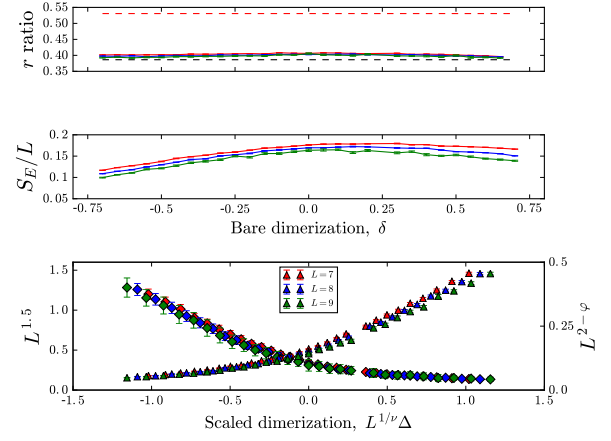 0.55
0.50
0.45
0.40
0.35
r ratio
0.2
0.15
0.1
0.05
S_E/L
-0.75 -0.5 -0.25 0.0 0.25 0.5 0.75
Bare dimerization, δ
1.5
1.0
0.5
0.0
L^{1.5}
L = 7
L = 8
L = 9
0.5
0.25
0.0
L^{2-φ}
-1.5 -1.0 -0.5 0.0 0.5 1.0 1.5
Scaled dimerization, L^{1/ν}Δ